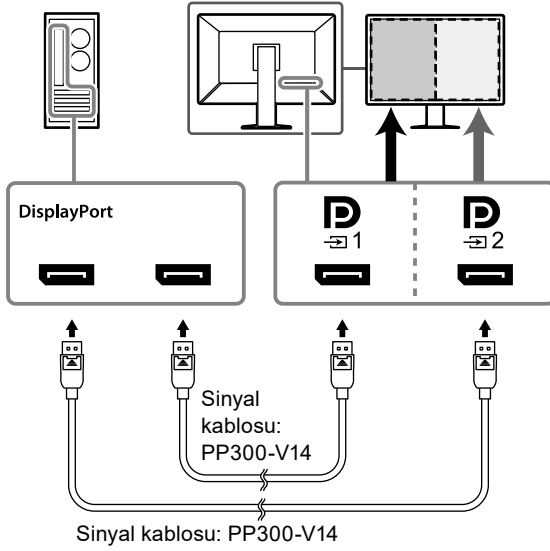 DisplayPort
1
2
Sinyal
kablosu:
PP300-V14
Sinyal kablosu: PP300-V14